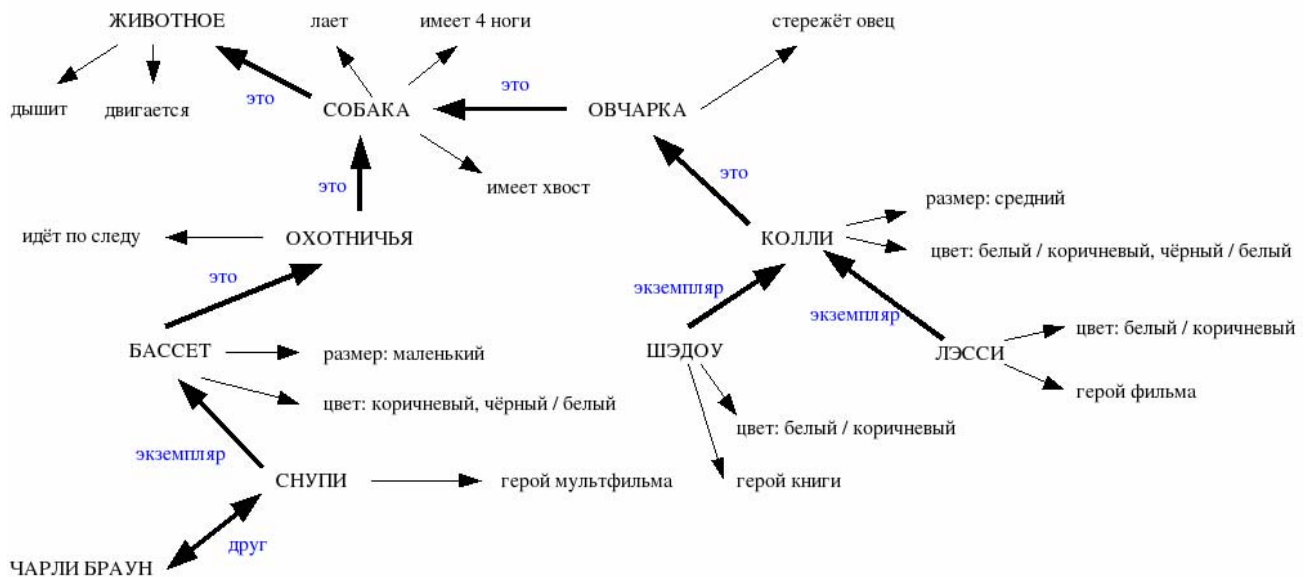 ЖИВОТНОЕ
лает
имеет 4 ноги
стережёт овец
дышит
двигается
это
СОБАКА
это
ОВЧАРКА
это
имеет хвост
это
размер: средний
идёт по следу
ОХОТНИЧЬЯ
КОЛЛИ
цвет: белый / коричневый, чёрный / белый
это
экземпляр
экземпляр
цвет: белый / коричневый
БАССЕТ
размер: маленький
ШЭДОУ
ЛЭССИ
герой фильма
цвет: коричневый, чёрный / белый
цвет: белый / коричневый
экземпляр
СНУПИ
герой мультфильма
герой книги
друг
ЧАРЛИ БРАУН